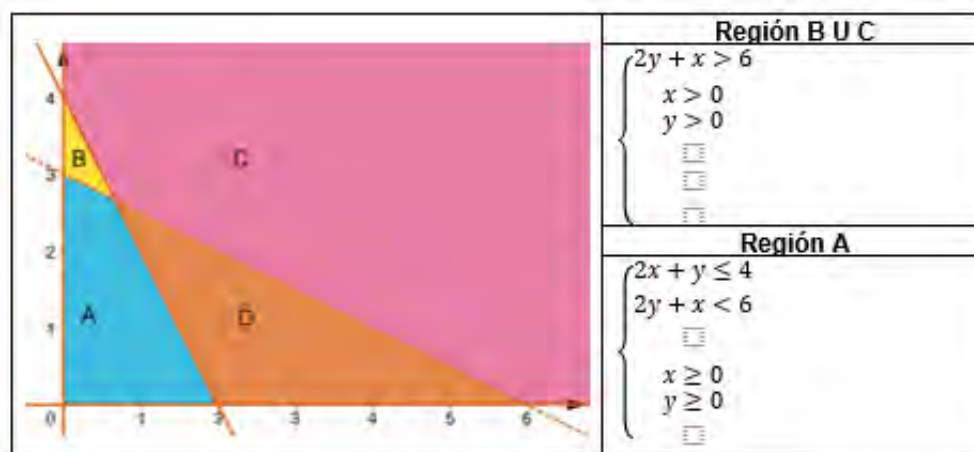 Región B U C
2y + x > 6
x > 0
y > 0
Región A
2x + y ≤ 4
2y + x < 6
x ≥ 0
y ≥ 0
4
B
C
3
2
A
D
1
0 1 2 3 4 5 6